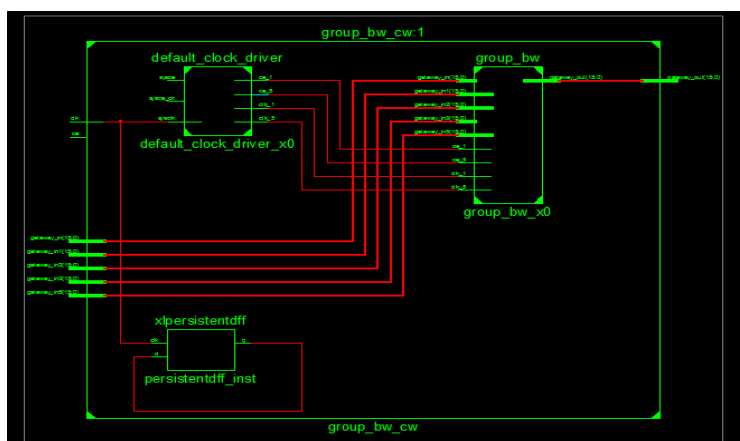 group_bw_cw:1
default_clock_driver
group_bw
sysce
ce_1
gateway_in(15:0)
gateway_out(15:0)
gateway_out(15:0)
ce_5
gateway_in1(15:0)
sysce_clr
clk_1
gateway_in2(15:0)
clk
sysclk
clk_5
gateway_in3(15:0)
ce
gateway_in5(15:0)
default_clock_driver_x0
ce_1
ce_5
clk_1
clk_5
group_bw_x0
gateway_in(15:0)
gateway_in1(15:0)
gateway_in2(15:0)
gateway_in3(15:0)
gateway_in5(15:0)
xlpersistentdff
clk
q
d
persistentdff_inst
group_bw_cw